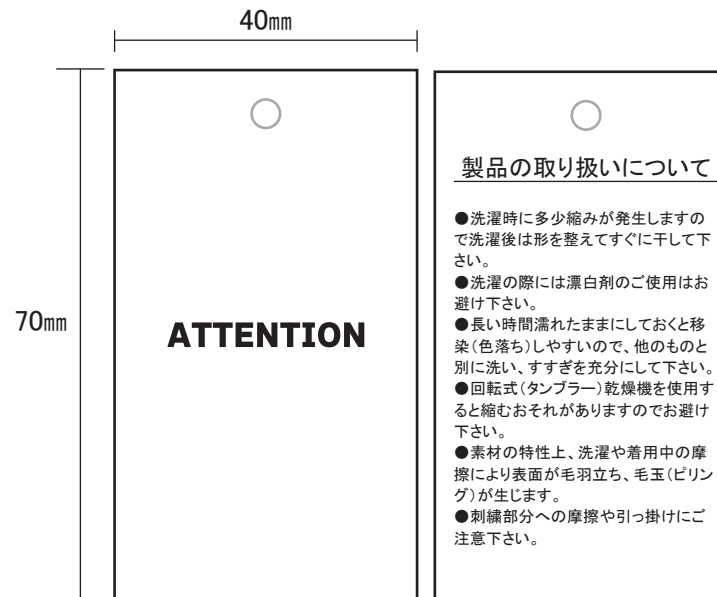 40mm
70mm
ATTENTION
製品の取り扱いについて
●洗濯時に多少縮みが発生しますの
で洗濯後は形を整えてすぐに干して下
さい。
●洗濯の際には漂白剤のご使用はお
避け下さい。
●長い時間濡れたままにしておくと移
染(色落ち)しやすいので、他のものと
別に洗い、すすぎを充分にして下さい。
●回転式(タンブラー)乾燥機を使用す
ると縮むおそれがありますのでお避け
下さい。
●素材の特性上、洗濯や着用中の摩
擦により表面が毛羽立ち、毛玉(ピリン
グ)が生じます。
●刺繍部分への摩擦や引っ掛けにご
注意下さい。